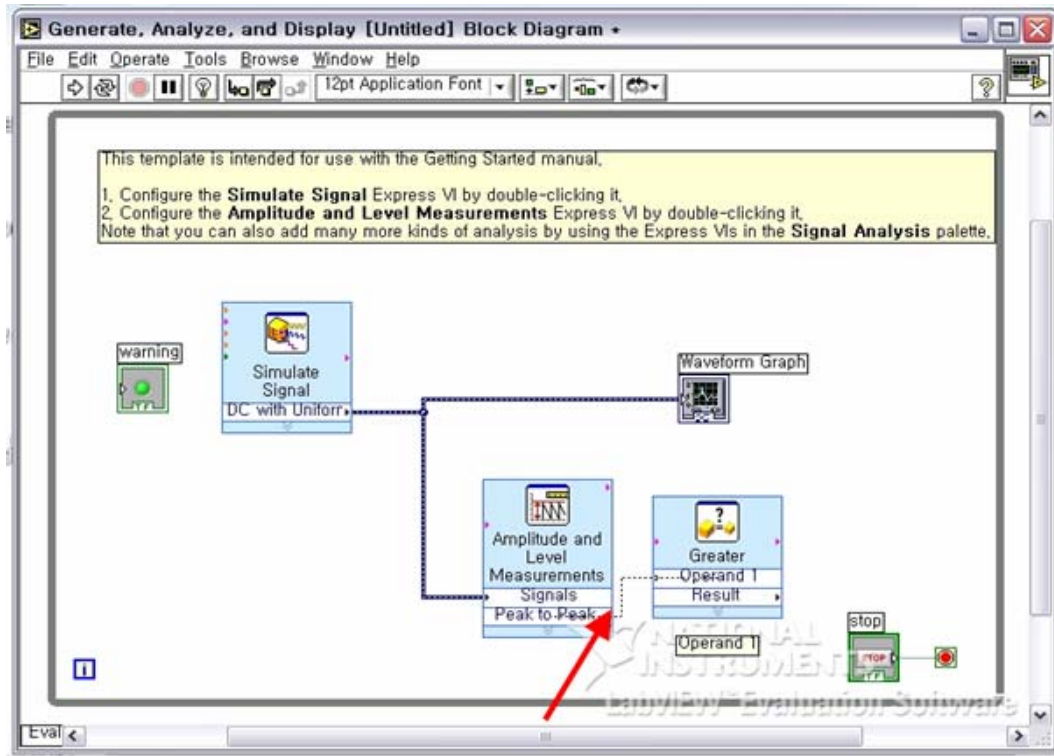 Generate, Analyze, and Display [Untitled] Block Diagram *
File Edit Operate Tools Browse Window Help
12pt Application Font
This template is intended for use with the Getting Started manual.
1. Configure the Simulate Signal Express VI by double-clicking it.
2. Configure the Amplitude and Level Measurements Express VI by double-clicking it.
Note that you can also add many more kinds of analysis by using the Express VIs in the Signal Analysis palette.
warning
Simulate
Signal
DC with Uniforr
Waveform Graph
Amplitude and
Level
Measurements
Signals
Peak to Peak
?
Greater
Operand 1
Result
Operand 1
stop
STOP
i
NATIONAL
INSTRUMENTS
LabVIEW™ Evaluation Software
Eval